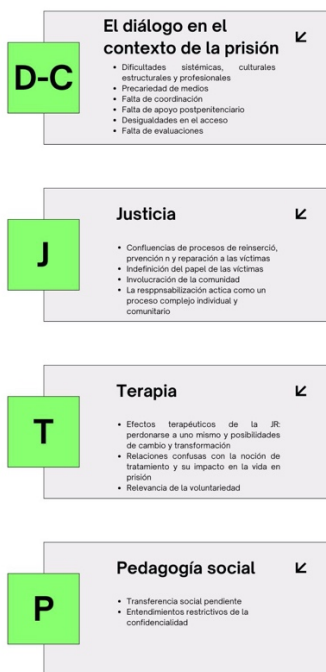 El diálogo en el
contexto de la prisión
D-C
• Dificultades sistémicas, culturales
estructurales y profesionales
• Precariedad de medios
• Falta de coordinación
• Falta de apoyo postpenitenciario
• Desigualdades en el acceso
• Falta de evaluaciones
Justicia
J
• Confluencias de procesos de reinserció,
prvención n y reparación a las víctimas
• Indefinición del papel de las víctimas
• Involucración de la comunidad
• La resppnsabilización actica como un
proceso complejo individual y
comunitario
Terapia
T
• Efectos terapéuticos de la JR:
perdonarse a uno mismo y posibilidades
de cambio y transformación
• Relaciones confusas con la noción de
tratamiento y su impacto en la vida en
prisión
• Relevancia de la voluntariedad
Pedagogía social
P
• Transferencia social pendiente
• Entendimientos restrictivos de la
confidencialidad